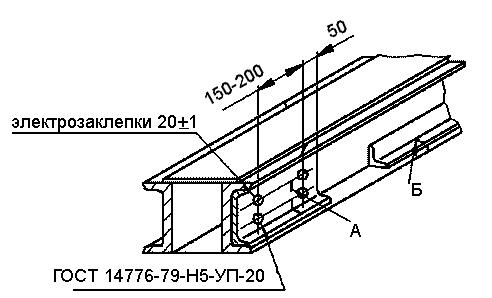 50
150-200
электрозаклепки 20±1
Б
А
ГОСТ 14776-79-Н5-УП-20